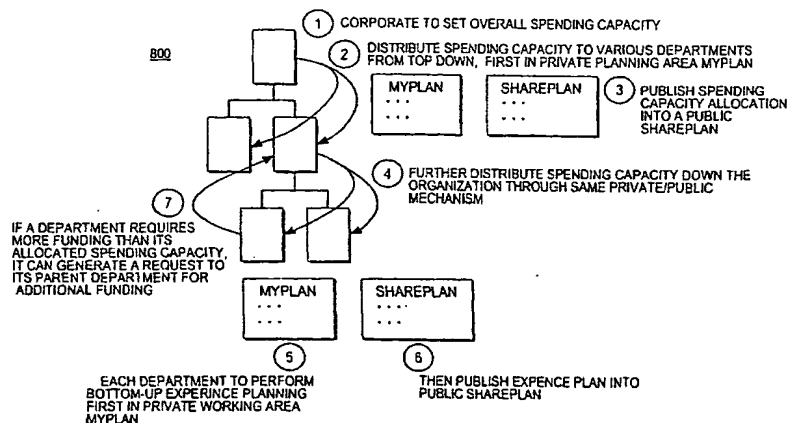 800
1 CORPORATE TO SET OVERALL SPENDING CAPACITY
2 DISTRIBUTE SPENDING CAPACITY TO VARIOUS DEPARTMENTS
FROM TOP DOWN, FIRST IN PRIVATE PLANNING AREA MYPLAN
MYPLAN
SHAREPLAN
3 PUBLISH SPENDING
CAPACITY ALLOCATION
INTO A PUBLIC
SHAREPLAN
4 FURTHER DISTRIBUTE SPENDING CAPACITY DOWN THE
ORGANIZATION THROUGH SAME PRIVATE/PUBLIC
MECHANISM
7
IF A DEPARTMENT REQUIRES
MORE FUNDING THAN ITS
ALLOCATED SPENDING CAPACITY,
IT CAN GENERATE A REQUEST TO
ITS PARENT DEPARTMENT FOR
ADDITIONAL FUNDING
MYPLAN
SHAREPLAN
5
EACH DEPARTMENT TO PERFORM
BOTTOM-UP EXPERINCE PLANNING
FIRST IN PRIVATE WORKING AREA
MYPLAN
6
THEN PUBLISH EXPENCE PLAN INTO
PUBLIC SHAREPLAN